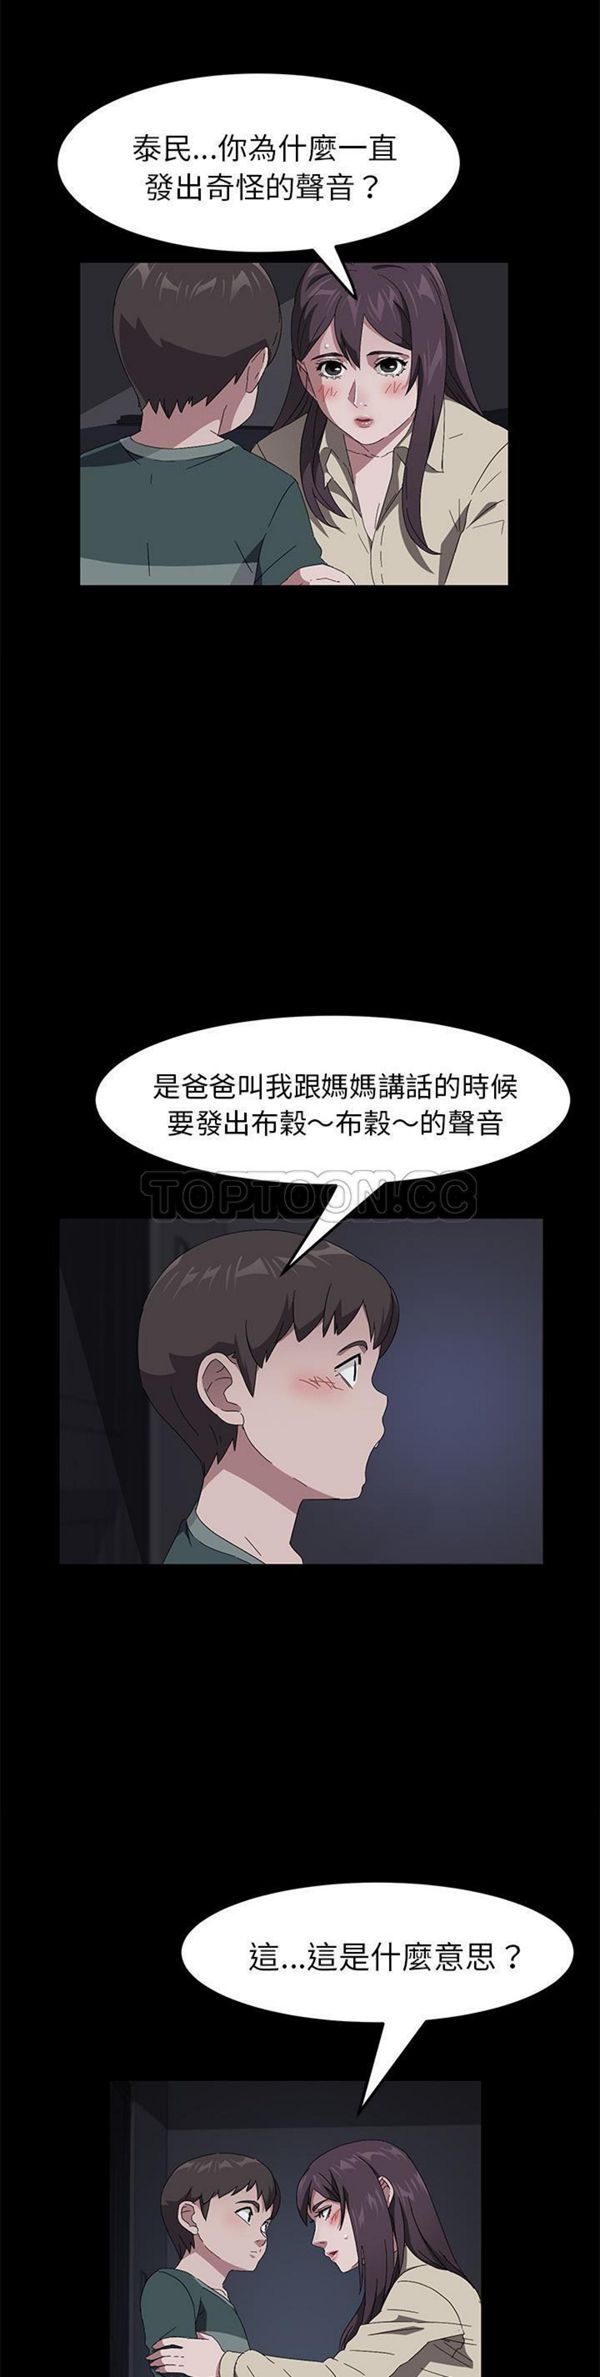 泰民...你為什麼一直
發出奇怪的聲音？
是爸爸叫我跟媽媽講話的時候
要發出布穀～布穀～的聲音
TOPTOON.CC
這...這是什麼意思？